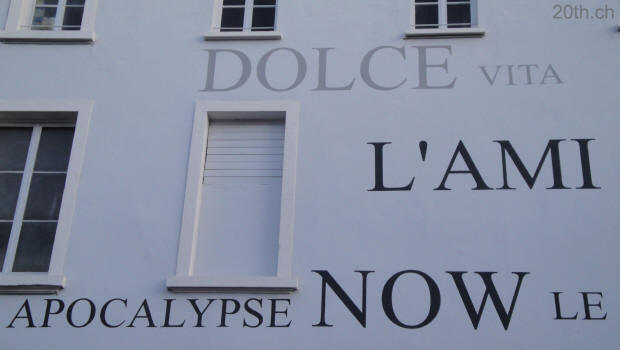 20th.ch
DOLCE VITA
L'AMI
APOCALYPSE NOW LE